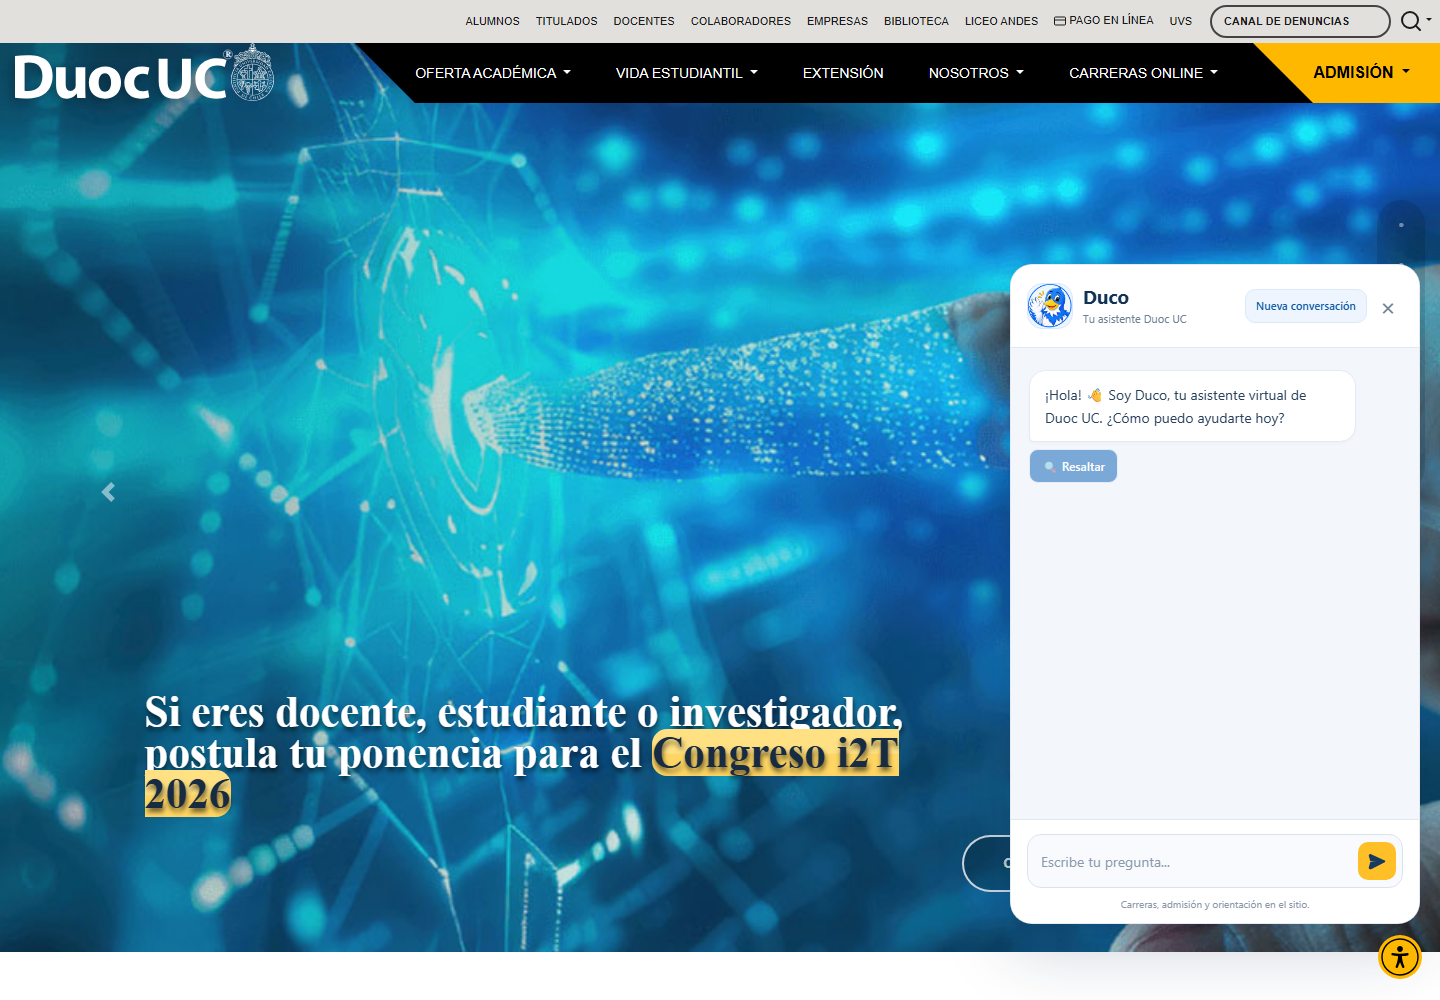 ALUMNOS TITULADOS DOCENTES COLABORADORES EMPRESAS BIBLIOTECA LICEO ANDES PAGO EN LÍNEA UVS CANAL DE DENUNCIAS
Duoc UC®
OFERTA ACADÉMICA VIDA ESTUDIANTIL EXTENSIÓN NOSOTROS CARRERAS ONLINE ADMISIÓN
Duco
Tu asistente Duoc UC
Nueva conversación
¡Hola! Soy Duco, tu asistente virtual de
Duoc UC. ¿Cómo puedo ayudarte hoy?
Resaltar
Si eres docente, estudiante o investigador,
postula tu ponencia para el Congreso i2T
2026
Escribe tu pregunta...
Carreras, admisión y orientación en el sitio.